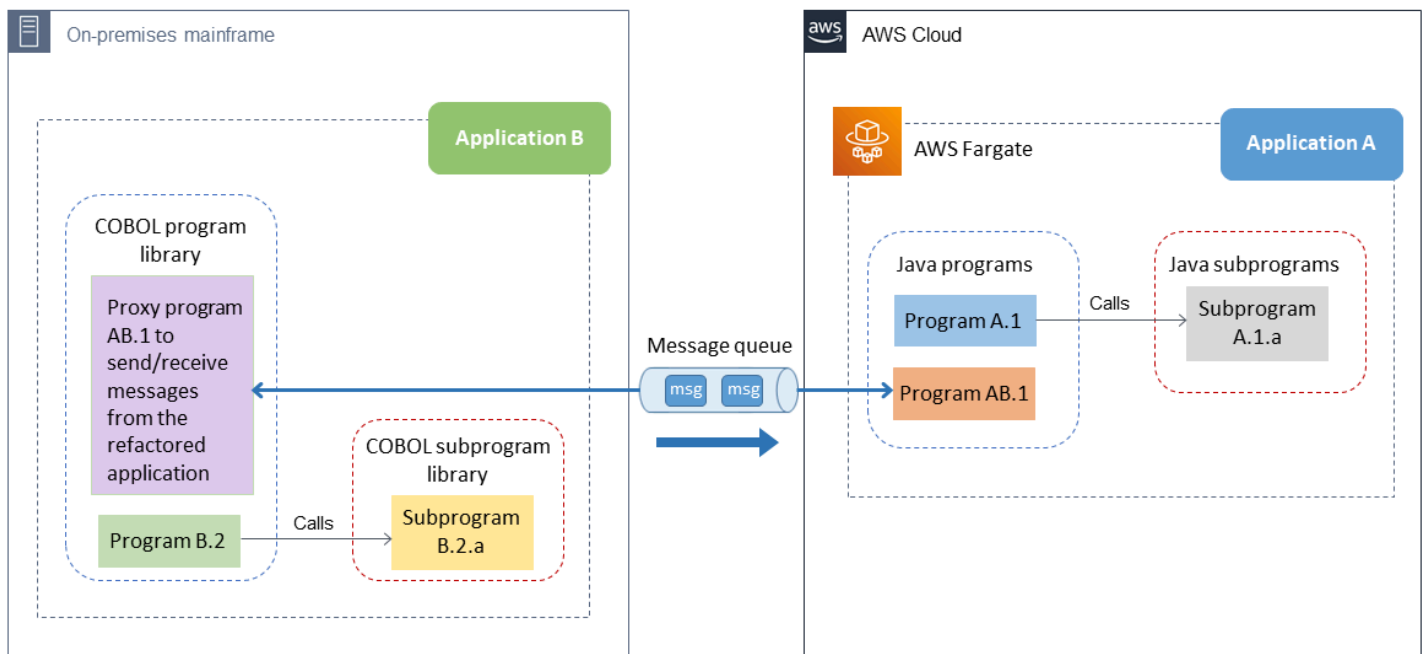 On-premises mainframe
Application B
COBOL program
library
Proxy program
AB.1 to
send/receive
messages
from the
refactored
application
Program B.2
Calls
COBOL subprogram
library
Subprogram
B.2.a
Message queue
msg
msg
aws
AWS Cloud
AWS Fargate
Application A
Java programs
Program A.1
Calls
Program AB.1
Java subprograms
Subprogram
A.1.a